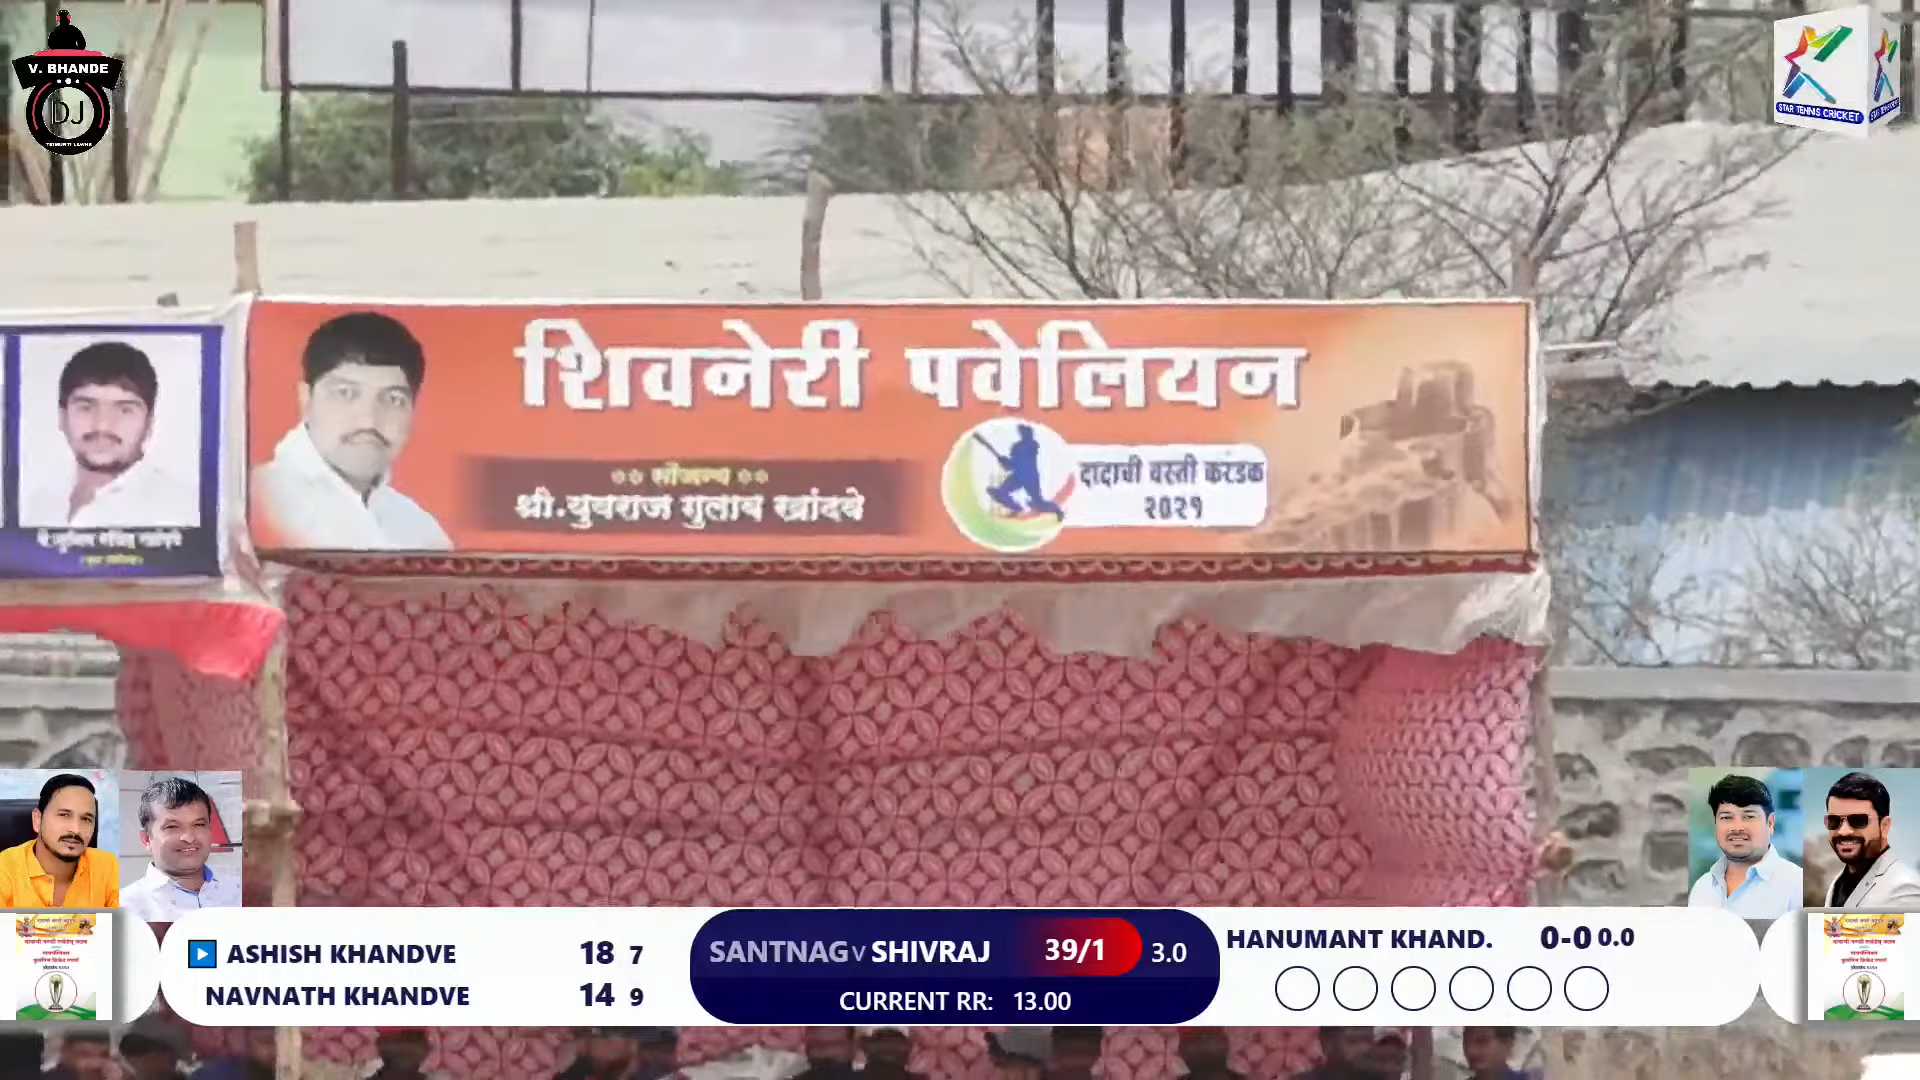 V. BHANDE
DJ
TRIMURTI LAWNS
STAR TENNIS CRICKET
शिवनेरी पवेलियन
सौजन्य
श्री.युवराज गुलाब खांदवे
दादाची वस्ती करंडक
२०२१
ASHISH KHANDVE 18 7
NAVNATH KHANDVE 14 9
SANTNAG v SHIVRAJ 39/1 3.0
CURRENT RR: 13.00
HANUMANT KHAND. 0-0 0.0